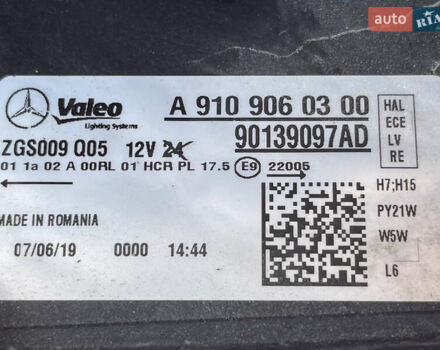 auto RIA
Valeo
Lighting Systems
A 910 906 03 00
90139097AD
HAL
ECE
LV
RE
ZGS009 Q05 12V 24
01 1a 02 A 00RL 01 HCR PL 17.5 E9 22005
H7;H15
PY21W
W5W
L6
MADE IN ROMANIA
07/06/19 0000 14:44